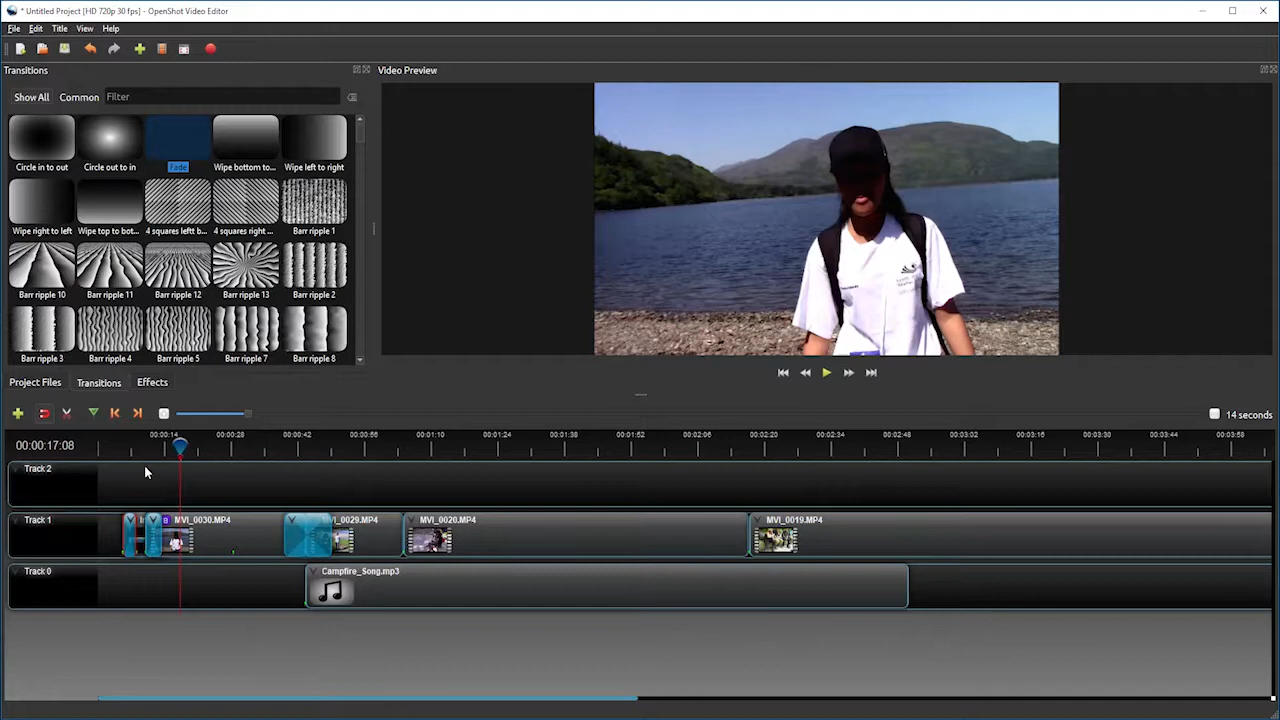 * Untitled Project [HD 720p 30 fps] - OpenShot Video Editor
File Edit Title View Help
Transitions
Video Preview
Show All Common Filter
Circle in to out Circle out to in Fade Wipe bottom to... Wipe left to right
Wipe right to left Wipe top to bot... 4 squares leftt b... 4 squares right ... Barr ripple 1
Barr ripple 10 Barr ripple 11 Barr ripple 12 Barr ripple 13 Barr ripple 2
Barr ripple 3 Barr ripple 4 Barr ripple 5 Barr ripple 7 Barr ripple 8
Project Files Transitions Effects
14 seconds
00:00:17:08
00:00:14 00:00:28 00:00:42 00:00:56 00:01:10 00:01:24 00:01:38 00:01:52 00:02:06 00:02:20 00:02:34 00:02:48 00:03:02 00:03:16 00:03:30 00:03:44 00:03:58
Track 2
Track 1 MVI_0030.MP4 MVI_0029.MP4 MVI_0020.MP4 MVI_0019.MP4
Track 0 Campfire_Song.mp3